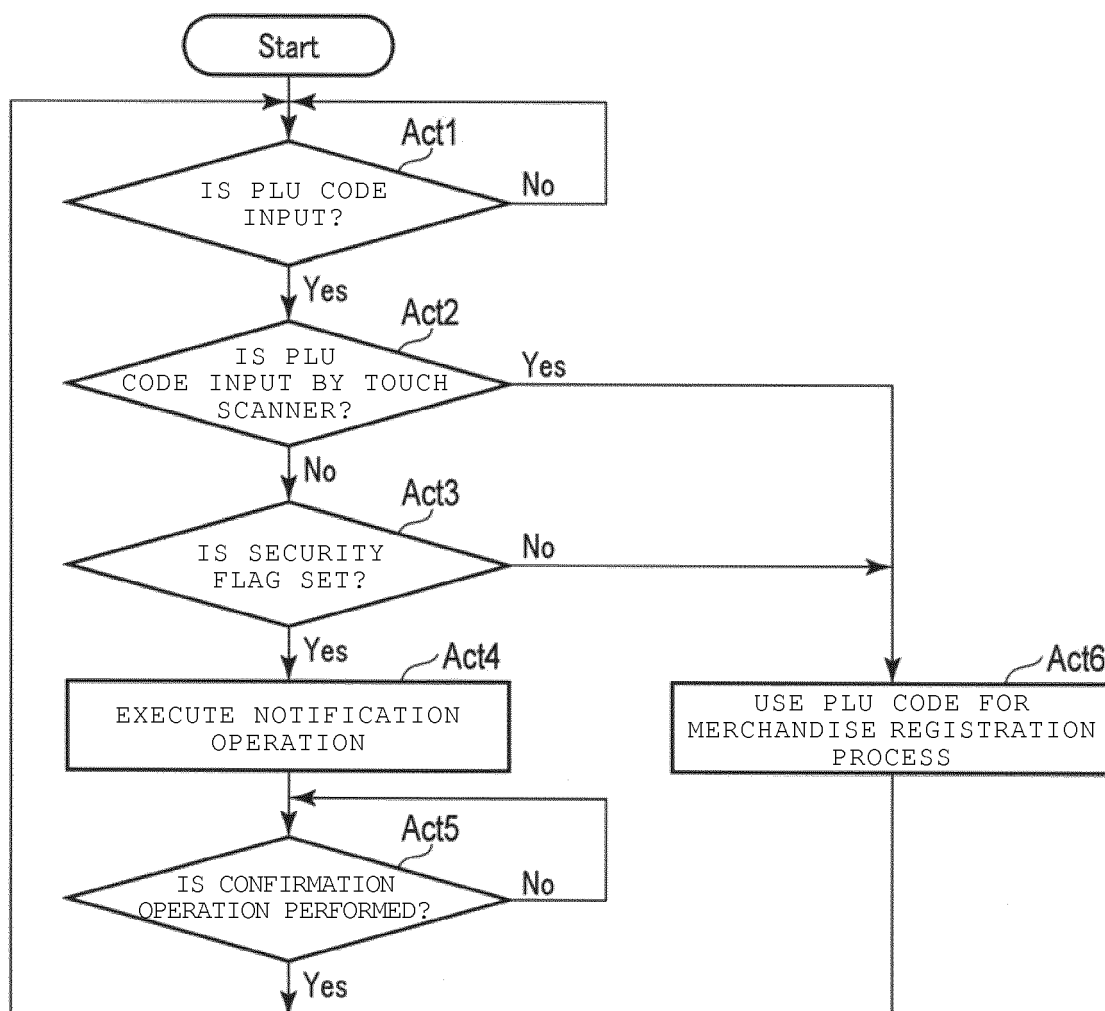 Start
Act1
IS PLU CODE
INPUT?
No
Yes
Act2
IS PLU
CODE INPUT BY TOUCH
SCANNER?
Yes
No
Act3
IS SECURITY
FLAG SET?
No
Yes
Act4
EXECUTE NOTIFICATION
OPERATION
Act6
USE PLU CODE FOR
MERCHANDISE REGISTRATION
PROCESS
Act5
IS CONFIRMATION
OPERATION PERFORMED?
No
Yes